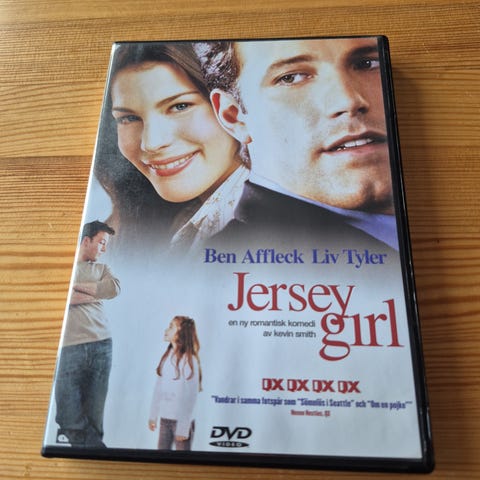 Ben Affleck Liv Tyler
Jersey
girl
en ny romantisk komedi
av kevin smith
"Vandrar i samma fotspår som "Sömnlös i Seattle" och "Om en pojke""
DVD
VIDEO